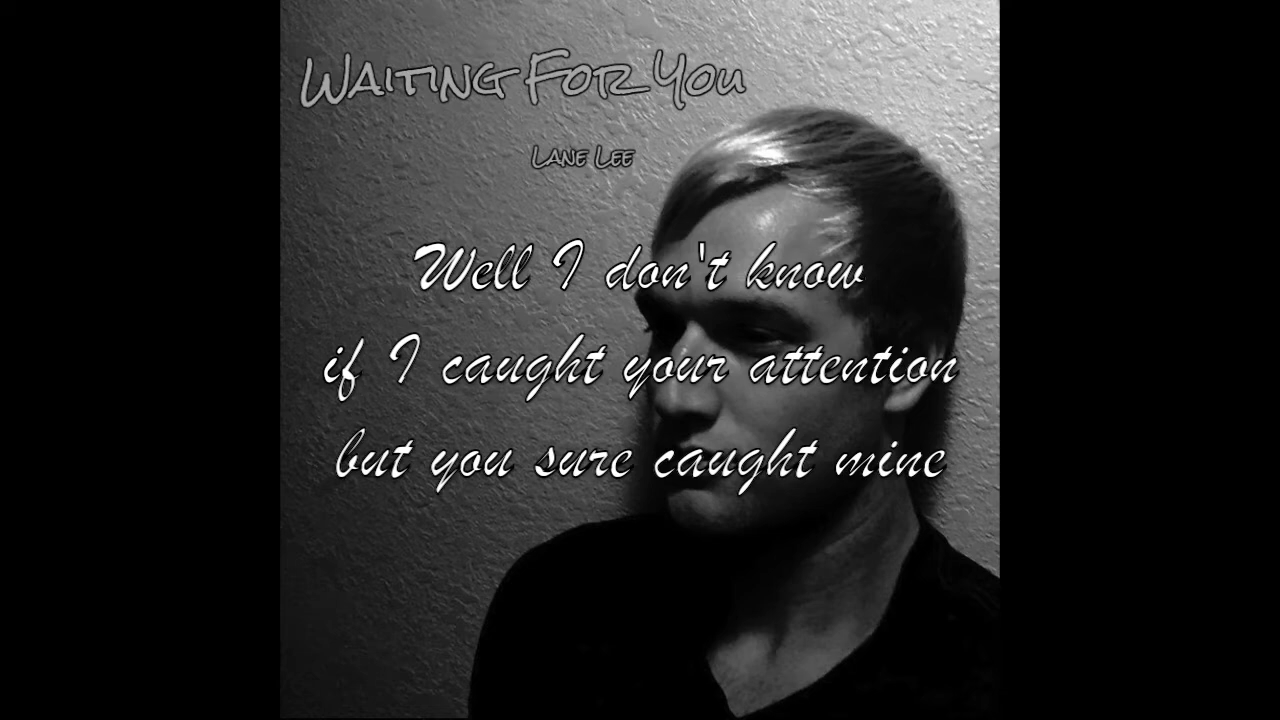 Waiting For You
Lane Lee
Well I don't know
if I caught your attention
but you sure caught mine